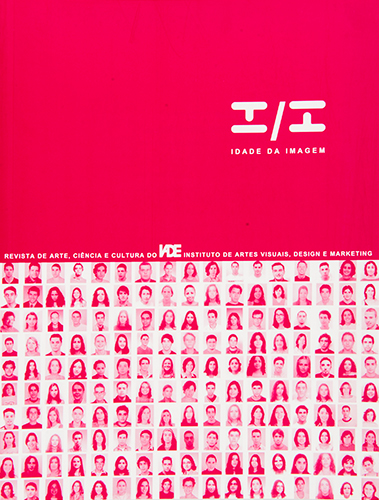 I/I
IDADE DA IMAGEM
REVISTA DE ARTE, CIÊNCIA E CULTURA DO IADE INSTITUTO DE ARTES VISUAIS, DESIGN E MARKETING